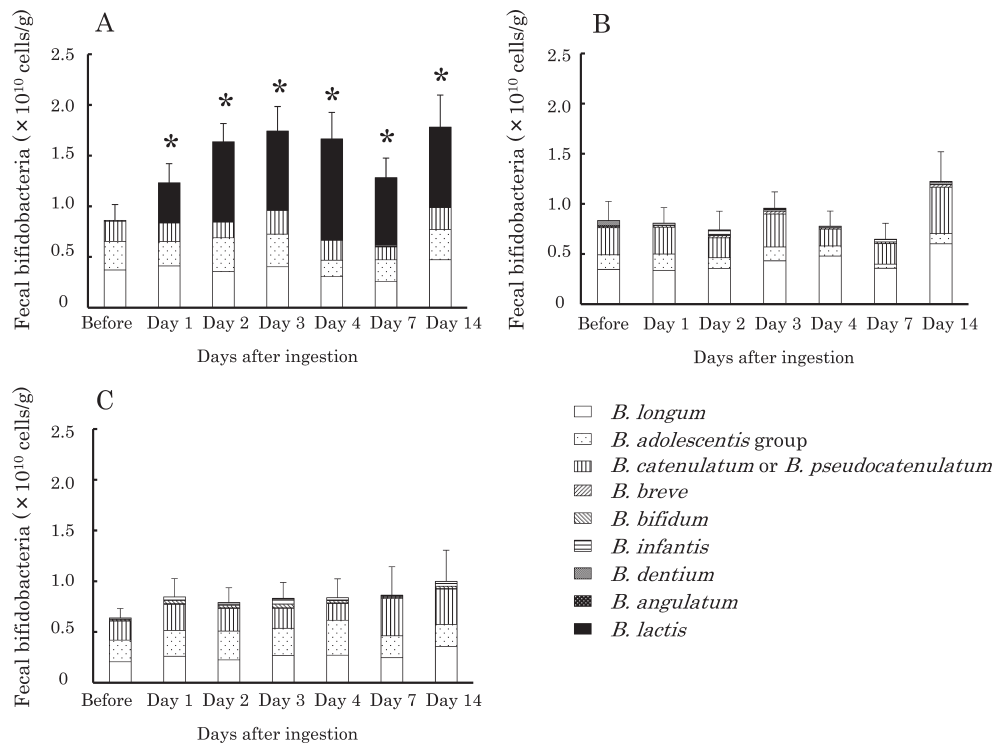 A
Fecal bifidobacteria (×10¹⁰ cells/g)
2.5
2.0
1.5
1.0
0.5
0
* * * * * *
Before Day 1 Day 2 Day 3 Day 4 Day 7 Day 14
Days after ingestion
B
Fecal bifidobacteria (×10¹⁰ cells/g)
2.5
2.0
1.5
1.0
0.5
0
Before Day 1 Day 2 Day 3 Day 4 Day 7 Day 14
Days after ingestion
C
Fecal bifidobacteria (×10¹⁰ cells/g)
2.5
2.0
1.5
1.0
0.5
0
Before Day 1 Day 2 Day 3 Day 4 Day 7 Day 14
Days after ingestion
B. longum
B. adolescentis group
B. catenulatum or B. pseudocatenulatum
B. breve
B. bifidum
B. infantis
B. dentium
B. angulatum
B. lactis